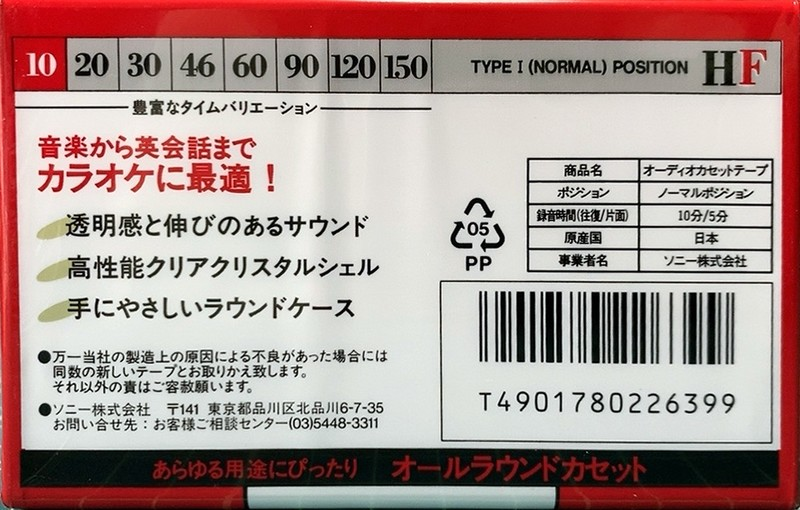 10 20 30 46 60 90 120 150 TYPE I (NORMAL) POSITION HF
豊富なタイムバリエーション
音楽から英会話まで
カラオケに最適！
透明感と伸びのあるサウンド
高性能クリアクリスタルシェル
手にやさしいラウンドケース
●万一当社の製造上の原因による不良があった場合には
同数の新しいテープとお取りかえ致します。
それ以外の責はご容赦願います。
●ソニー株式会社 〒141 東京都品川区北品川6-7-35
お問い合せ先：お客様ご相談センター(03)5448-3311
05
PP
商品名 オーディオカセットテープ
ポジション ノーマルポジション
録音時間(往復/片面) 10分/5分
原産国 日本
事業者名 ソニー株式会社
T4901780226399
あらゆる用途にぴったり オールラウンドカセット